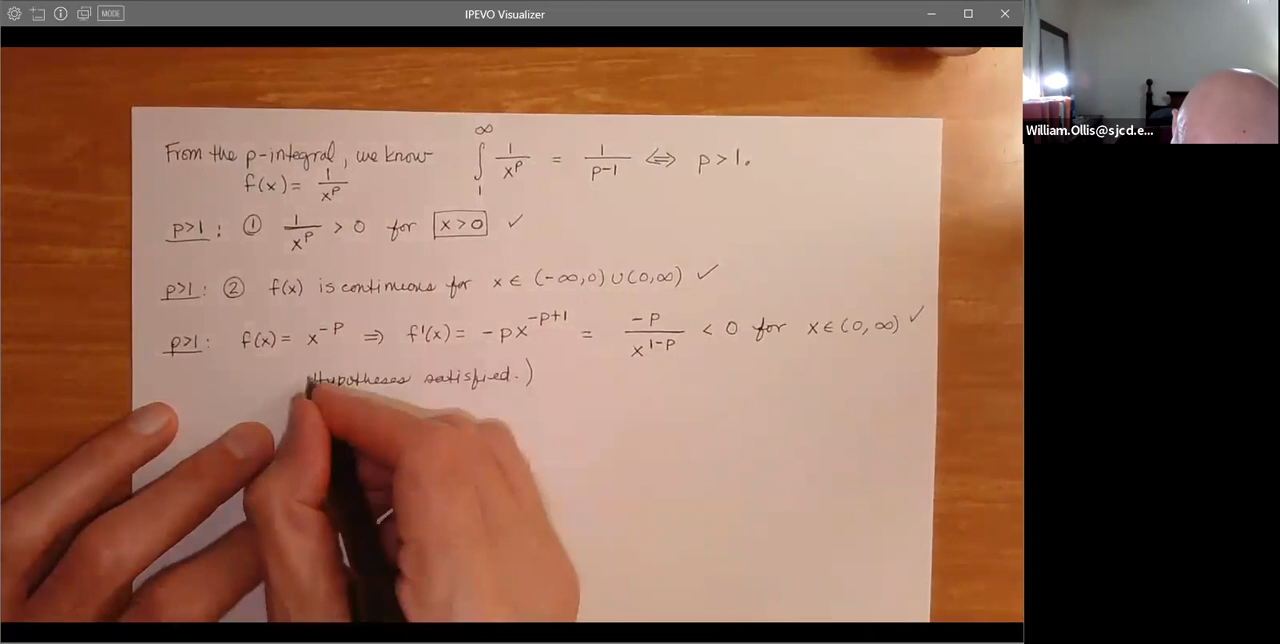 MODE
IPEVO Visualizer
William.Ollis@sjcd.e...
From the p-integral, we know ∫₁^∞ 1/x^p = 1/(p-1) ⟺ p > 1.
f(x) = 1/x^p
p>1: ① 1/x^p > 0 for x > 0 ✓
p>1: ② f(x) is continuous for x ∈ (-∞,0) ∪ (0,∞) ✓
p>1: f(x) = x^-p ⇒ f'(x) = -px^-p+1 = -p/x^1-p < 0 for x ∈ (0, ∞) ✓
Hypotheses satisfied.)